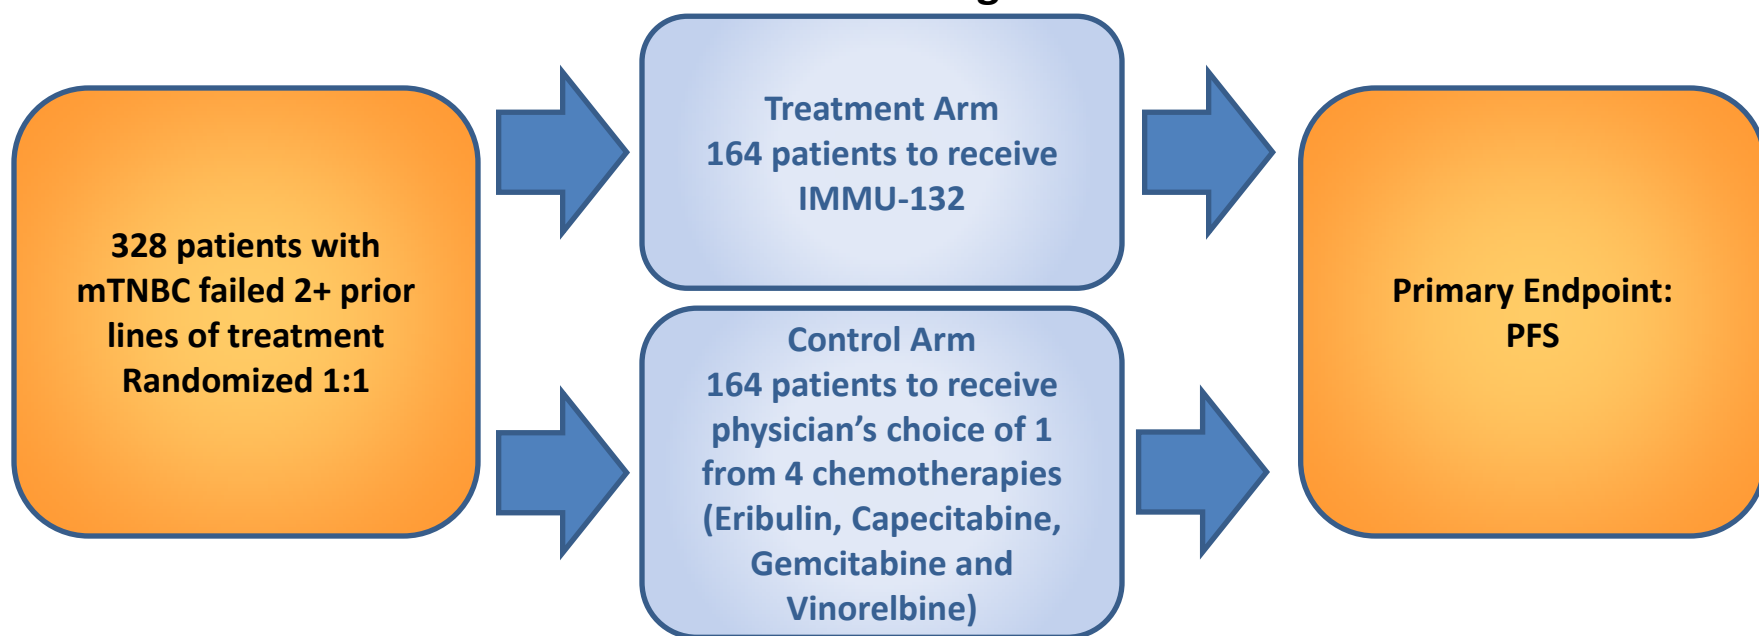 328 patients with
mTNBC failed 2+ prior
lines of treatment
Randomized 1:1
Treatment Arm
164 patients to receive
IMMU-132
Control Arm
164 patients to receive
physician’s choice of 1
from 4 chemotherapies
(Eribulin, Capecitabine,
Gemcitabine and
Vinorelbine)
Primary Endpoint:
PFS